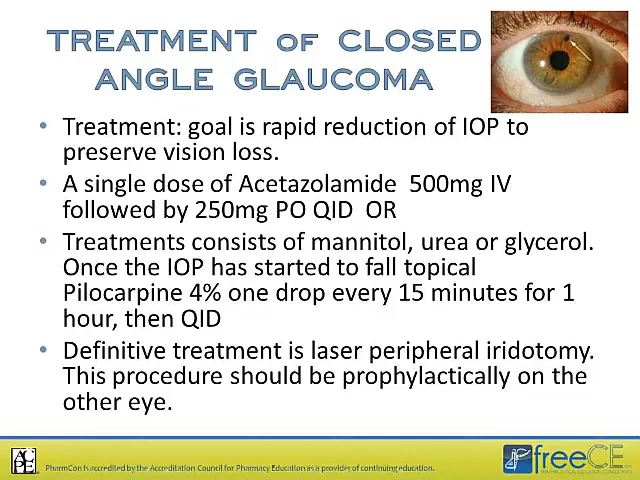 TREATMENT OF CLOSED
ANGLE GLAUCOMA
• Treatment: goal is rapid reduction of IOP to
preserve vision loss.
• A single dose of Acetazolamide 500mg IV
followed by 250mg PO QID OR
• Treatments consists of mannitol, urea or glycerol.
Once the IOP has started to fall topical
Pilocarpine 4% one drop every 15 minutes for 1
hour, then QID
• Definitive treatment is laser peripheral iridotomy.
This procedure should be prophylactically on the
other eye.
ACPE
PharmCon is accredited by the Accreditation Council for Pharmacy Education as a provider of continuing education.
freeCE